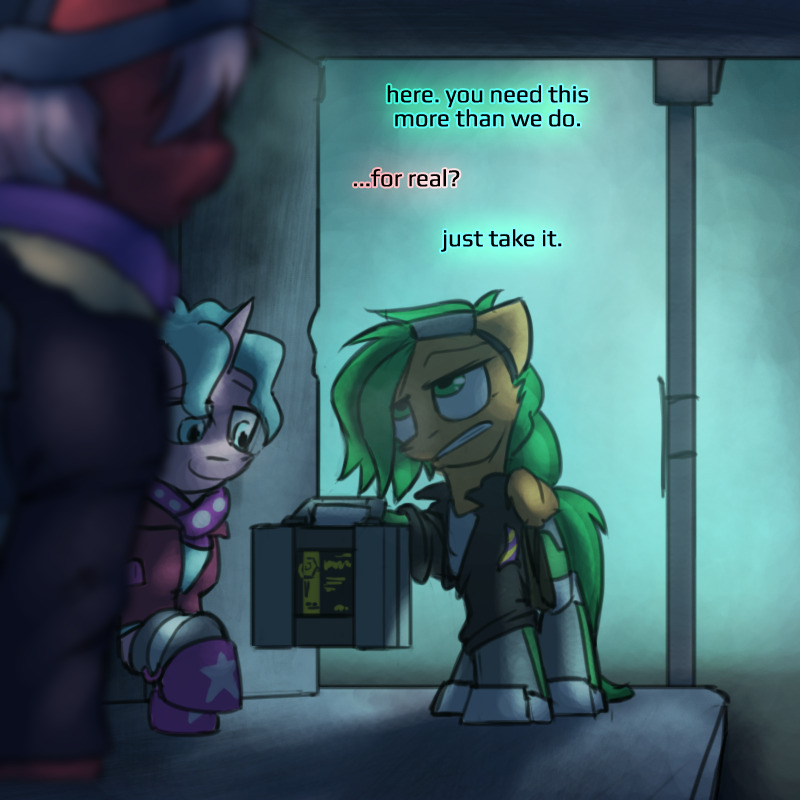 here. you need this
more than we do.
...for real?
just take it.